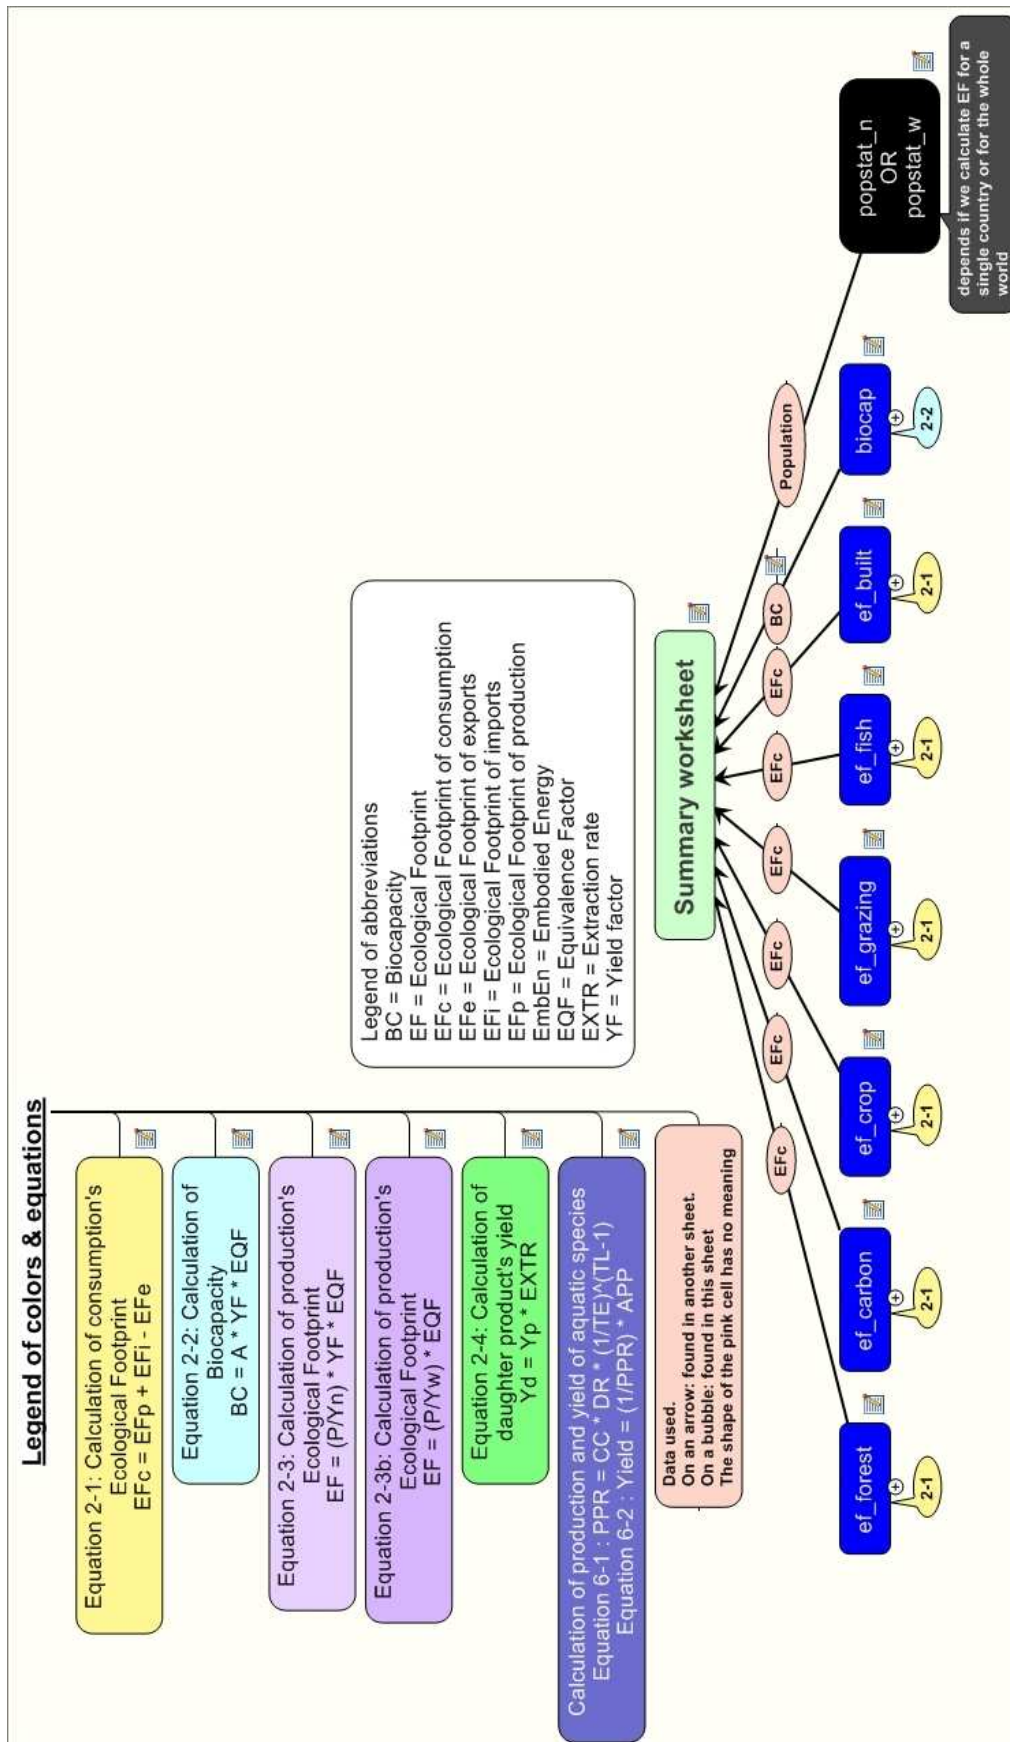 Legend of colors & equations
Equation 2-1: Calculation of consumption's
Ecological Footprint
EFc = EFp + EFi - EFe
Equation 2-2: Calculation of
Biocapacity
BC = A * YF * EQF
Equation 2-3: Calculation of production's
Ecological Footprint
EF = (P/Yn) * YF * EQF
Equation 2-3b: Calculation of production's
Ecological Footprint
EF = (P/Yw) * EQF
Equation 2-4: Calculation of
daughter product's yield
Yd = Yp * EXTR
Calculation of production and yield of aquatic species
Equation 6-1 : PPR = CC * DR * (1/TE)^(TL-1)
Equation 6-2 : Yield = (1/PPR) * APP
Data used.
On an arrow: found in another sheet.
On a bubble: found in this sheet
The shape of the pink cell has no meaning
Legend of abbreviations
BC = Biocapacity
EF = Ecological Footprint
EFc = Ecological Footprint of consumption
EFe = Ecological Footprint of exports
EFi = Ecological Footprint of imports
EFp = Ecological Footprint of production
EmbEn = Embodied Energy
EQF = Equivalence Factor
EXTR = Extraction rate
YF = Yield factor
Summary worksheet
EFc
EFc
EFc
EFc
EFc
EFc
BC
Population
ef_forest
2-1
ef_carbon
2-1
ef_crop
2-1
ef_grazing
2-1
ef_fish
2-1
ef_built
2-1
biocap
2-2
popstat_n
OR
popstat_w
depends if we calculate EF for a
single country or for the whole
world